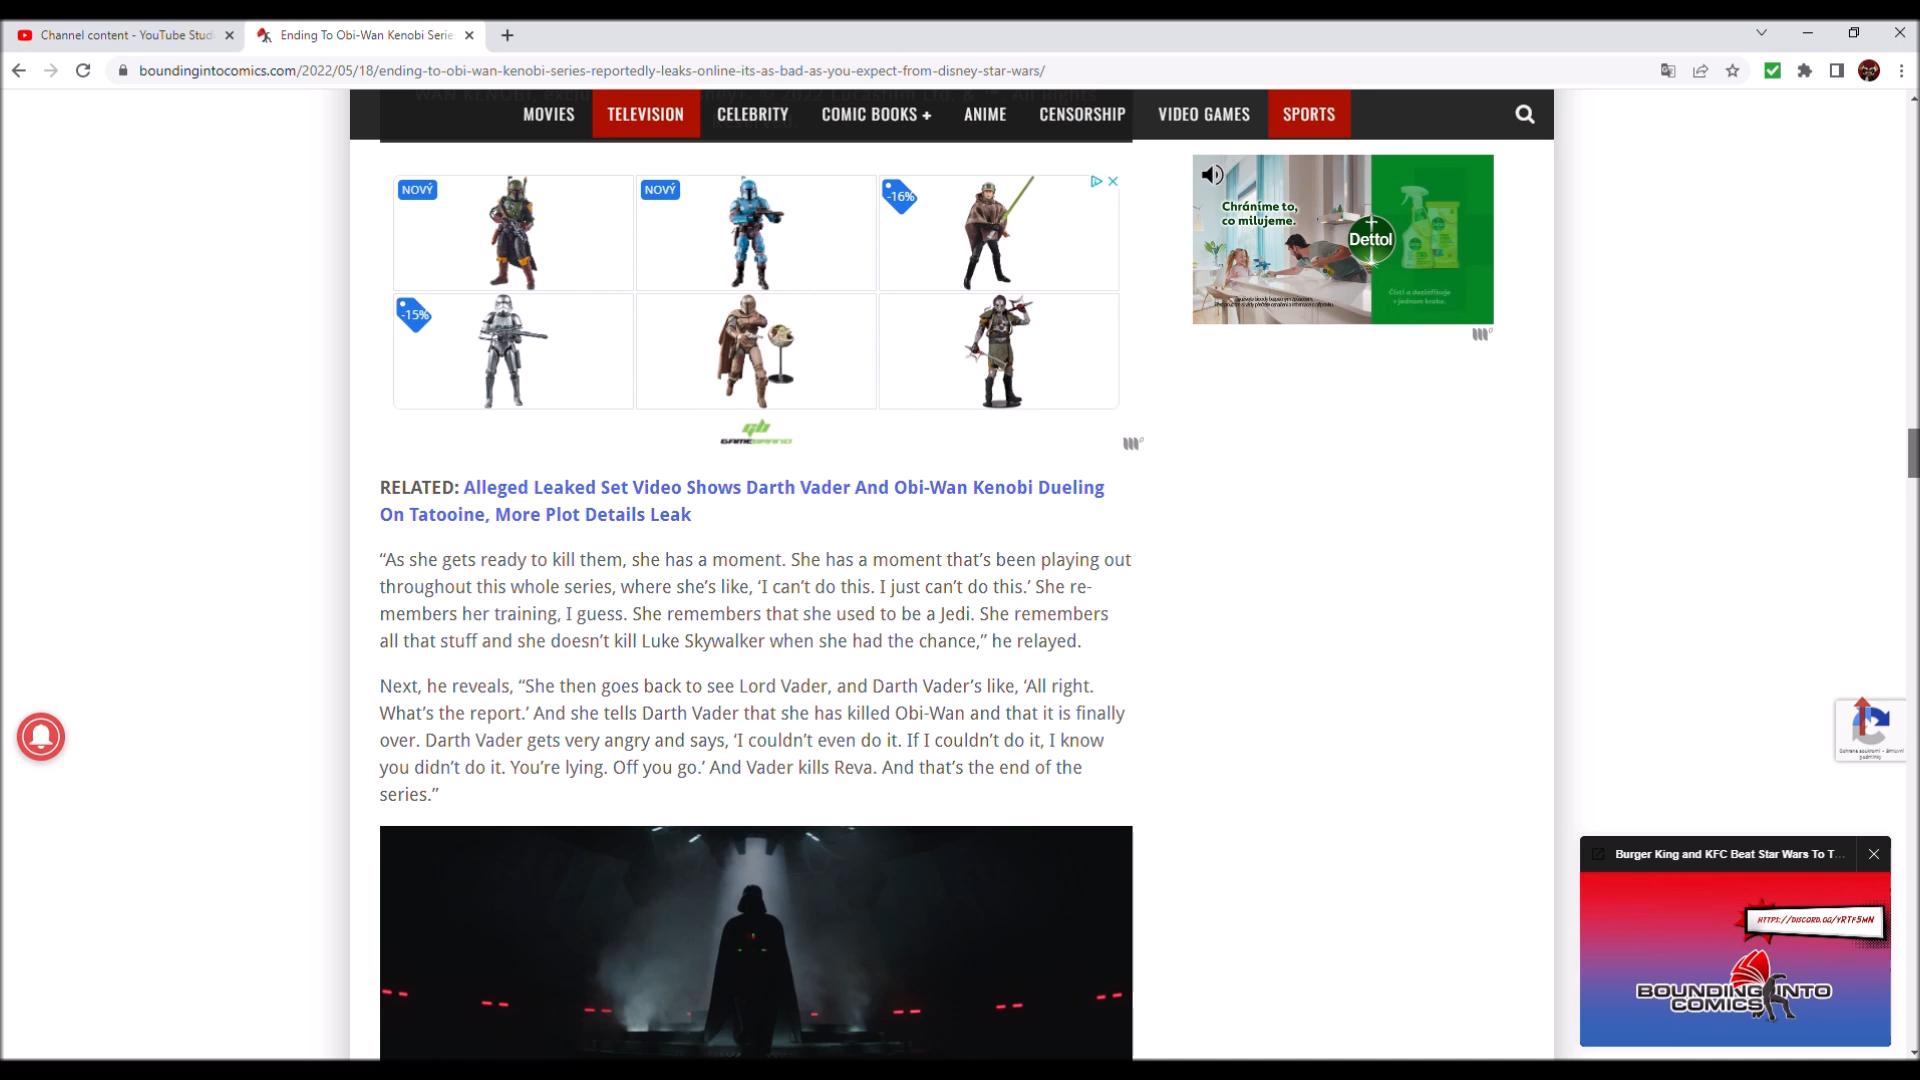 Channel content - YouTube Stud
Ending To Obi-Wan Kenobi Serie
boundingintocomics.com/2022/05/18/ending-to-obi-wan-kenobi-series-reportedly-leaks-online-its-as-bad-as-you-expect-from-disney-star-wars/
MOVIES TELEVISION CELEBRITY COMIC BOOKS + ANIME CENSORSHIP VIDEO GAMES SPORTS
NOVÝ NOVÝ -16%
-15%
GAMEBRAND
Chráníme to,
co milujeme.
Dettol
Čistí a dezinfikuje
v jednom kroku.
RELATED: Alleged Leaked Set Video Shows Darth Vader And Obi-Wan Kenobi Dueling
On Tatooine, More Plot Details Leak
“As she gets ready to kill them, she has a moment. She has a moment that’s been playing out
throughout this whole series, where she’s like, ‘I can’t do this. I just can’t do this.’ She re-
members her training, I guess. She remembers that she used to be a Jedi. She remembers
all that stuff and she doesn’t kill Luke Skywalker when she had the chance,” he relayed.
Next, he reveals, “She then goes back to see Lord Vader, and Darth Vader’s like, ‘All right.
What’s the report.’ And she tells Darth Vader that she has killed Obi-Wan and that it is finally
over. Darth Vader gets very angry and says, ‘I couldn’t even do it. If I couldn’t do it, I know
you didn’t do it. You’re lying. Off you go.’ And Vader kills Reva. And that’s the end of the
series.”
Ochrana soukromí - Smluvní
podmínky
Burger King and KFC Beat Star Wars To T...
HTTPS://DISCORD.GG/YRTF5MN
BOUNDING INTO
COMICS